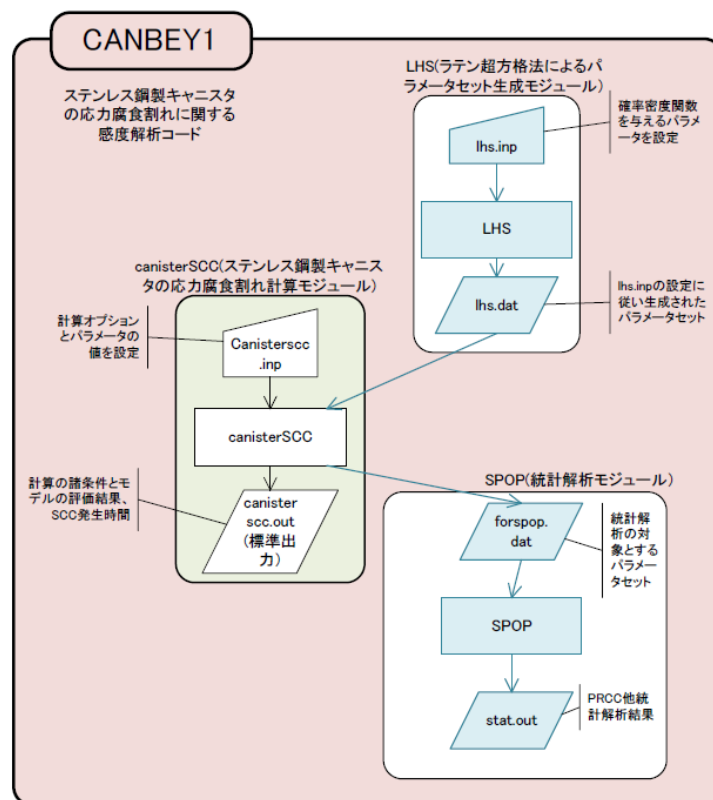 CANBEY1
ステンレス鋼製キャニスタ
の応力腐食割れに関する
感度解析コード
LHS(ラテン超方格法によるパ
ラメータセット生成モジュール)
lhs.inp
確率密度関数
を与えるパラメ
ータを設定
LHS
lhs.dat
lhs.inpの設定に
従い生成された
パラメータセット
canisterSCC(ステンレス鋼製キャニス
タの応力腐食割れ計算モジュール)
計算オプション
とパラメータの
値を設定
Canisterscc
.inp
canisterSCC
計算の諸条件とモ
デルの評価結果、
SCC発生時間
canister
scc.out
(標準出
力)
SPOP(統計解析モジュール)
forspop.
dat
統計解
析の対
象とする
パラメー
タセット
SPOP
stat.out
PRCC他統
計解析結果